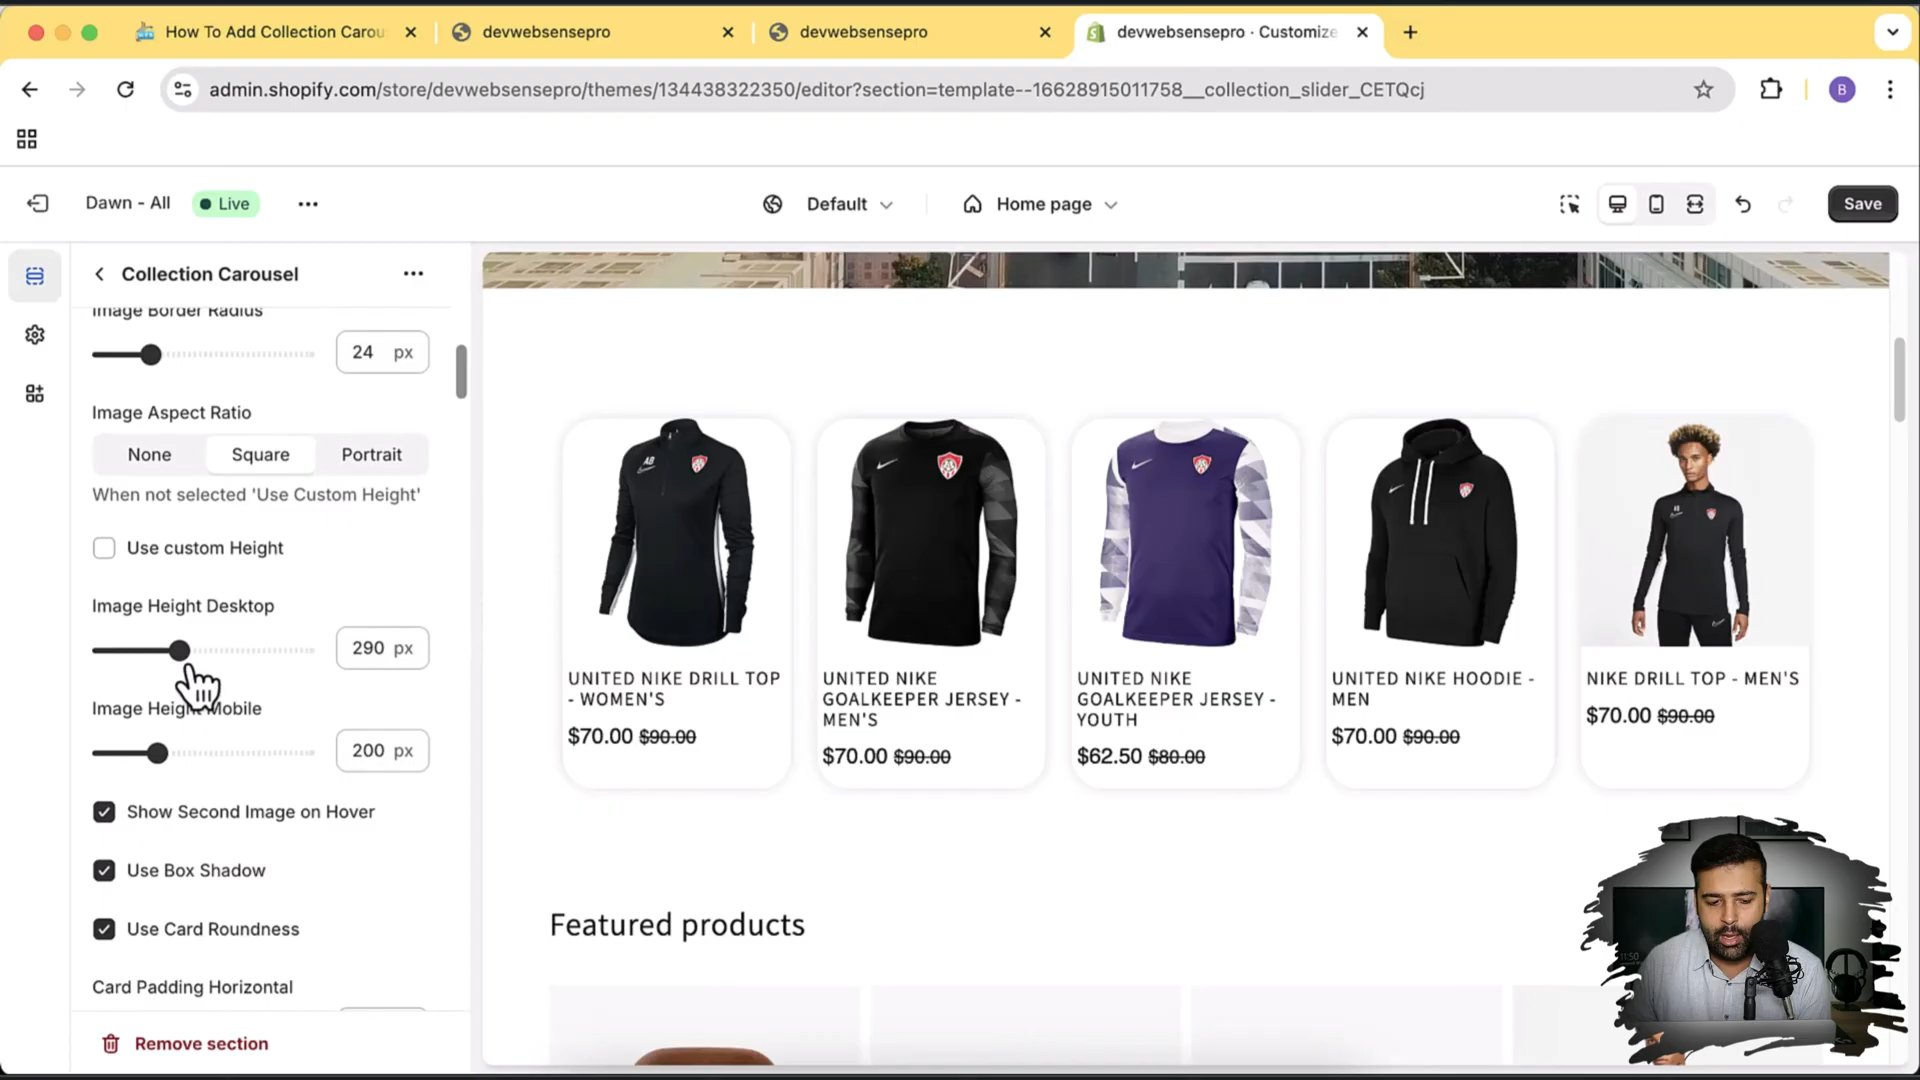 How To Add Collection Carou
devwebsensepro
devwebsensepro
devwebsensepro · Customize
admin.shopify.com/store/devwebsensepro/themes/134438322350/editor?section=template--16628915011758__collection_slider_CETQcj
B
Dawn - All
Live
Default
Home page
Save
Collection Carousel
Image Border Radius
24 px
Image Aspect Ratio
None
Square
Portrait
When not selected 'Use Custom Height'
Use custom Height
Image Height Desktop
290 px
Image Height Mobile
200 px
Show Second Image on Hover
Use Box Shadow
Use Card Roundness
Card Padding Horizontal
Remove section
AB
UNITED NIKE DRILL TOP
- WOMEN'S
$70.00 $90.00
UNITED NIKE
GOALKEEPER JERSEY -
MEN'S
$70.00 $90.00
UNITED NIKE
GOALKEEPER JERSEY -
YOUTH
$62.50 $80.00
UNITED NIKE HOODIE -
MEN
$70.00 $90.00
NIKE DRILL TOP - MEN'S
$70.00 $90.00
Featured products